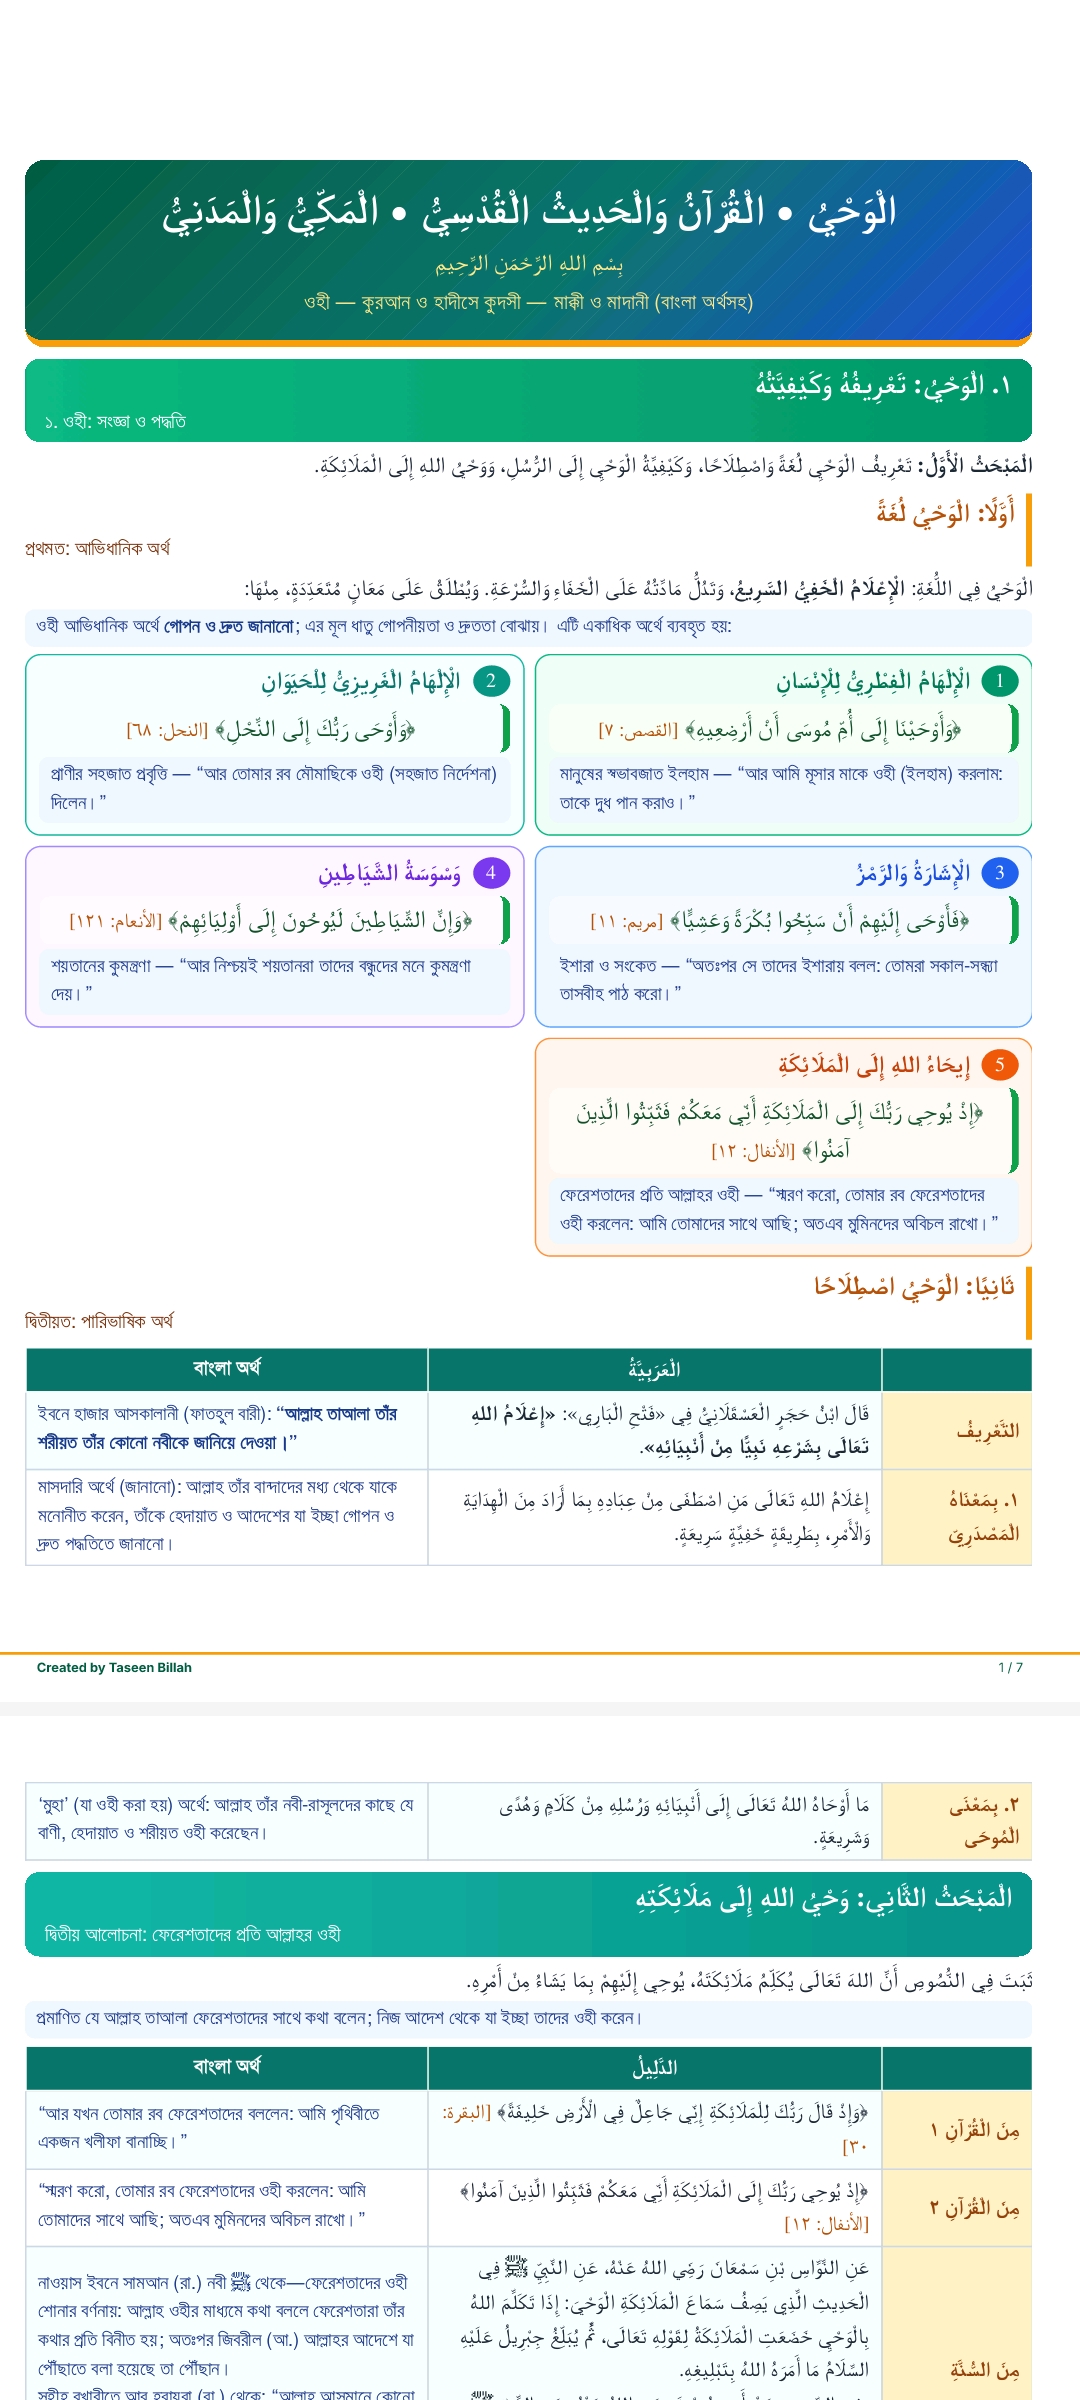 الْوَحْيُ • الْقُرْآنُ وَالْحَدِيثُ الْقُدْسِيُّ • الْمَكِّيُّ وَالْمَدَنِيُّ
بِسْمِ اللهِ الرَّحْمَنِ الرَّحِيمِ
ওহী — কুরআন ও হাদীসে কুদসী — মাক্কী ও মাদানী (বাংলা অর্থসহ)
١. الْوَحْيُ: تَعْرِيفُهُ وَكَيْفِيَّتُهُ
১. ওহী: সংজ্ঞা ও পদ্ধতি
الْمَبْحَثُ الْأَوَّلُ: تَعْرِيفُ الْوَحْيِ لُغَةً وَاصْطِلَاحًا، وَكَيْفِيَّةُ الْوَحْيِ إِلَى الرُّسُلِ، وَوَحْيُ اللهِ إِلَى الْمَلَائِكَةِ.
أَوَّلًا: الْوَحْيُ لُغَةً
প্রথমত: আভিধানিক অর্থ
الْوَحْيُ فِي اللُّغَةِ: الْإِعْلَامُ الْخَفِيُّ السَّرِيعُ، وَتَدُلُّ مَادَّتُهُ عَلَى الْخَفَاءِ وَالسُّرْعَةِ. وَيُطْلَقُ عَلَى مَعَانٍ مُتَعَدِّدَةٍ، مِنْهَا:
ওহী আভিধানিক অর্থে গোপন ও দ্রুত জানানো; এর মূল ধাতু গোপনীয়তা ও দ্রুততা বোঝায়। এটি একাধিক অর্থে ব্যবহৃত হয়:
1 الْإِلْهَامُ الْفِطْرِيُّ لِلْإِنْسَانِ
﴿وَأَوْحَيْنَا إِلَى أُمِّ مُوسَى أَنْ أَرْضِعِيهِ﴾ [القصص: ٧]
মানুষের স্বভাবজাত ইলহাম — “আর আমি মূসার মাকে ওহী (ইলহাম) করলাম:
তাকে দুধ পান করাও।”
2 الْإِلْهَامُ الْغَرِيزِيُّ لِلْحَيَوَانِ
﴿وَأَوْحَى رَبُّكَ إِلَى النَّحْلِ﴾ [النحل: ٦٨]
প্রাণীর সহজাত প্রবৃত্তি — “আর তোমার রব মৌমাছিকে ওহী (সহজাত নির্দেশনা)
দিলেন।”
3 الْإِشَارَةُ وَالرَّمْزُ
﴿فَأَوْحَى إِلَيْهِمْ أَنْ سَبِّحُوا بُكْرَةً وَعَشِيًّا﴾ [مريم: ١١]
ইশারা ও সংকেত — “অতঃপর সে তাদের ইশারায় বলল: তোমরা সকাল-সন্ধ্যা
তাসবীহ পাঠ করো।”
4 وَسْوَسَةُ الشَّيَاطِينِ
﴿وَإِنَّ الشَّيَاطِينَ لَيُوحُونَ إِلَى أَوْلِيَائِهِمْ﴾ [الأنعام: ١٢١]
শয়তানের কুমন্ত্রণা — “আর নিশ্চয়ই শয়তানরা তাদের বন্ধুদের মনে কুমন্ত্রণা
দেয়।”
5 إِيحَاءُ اللهِ إِلَى الْمَلَائِكَةِ
﴿إِذْ يُوحِي رَبُّكَ إِلَى الْمَلَائِكَةِ أَنِّي مَعَكُمْ فَثَبِّتُوا الَّذِينَ
آمَنُوا﴾ [الأنفال: ١٢]
ফেরেশতাদের প্রতি আল্লাহর ওহী — “স্মরণ করো, তোমার রব ফেরেশতাদের
ওহী করলেন: আমি তোমাদের সাথে আছি; অতএব মুমিনদের অবিচল রাখো।”
ثَانِيًا: الْوَحْيُ اصْطِلَاحًا
দ্বিতীয়ত: পারিভাষিক অর্থ
الْعَرَبِيَّةُ
বাংলা অর্থ
التَّعْرِيفُ
قَالَ ابْنُ حَجَرٍ الْعَسْقَلَانِيُّ فِي «فَتْحِ الْبَارِي»: «إِعْلَامُ اللهِ
تَعَالَى بِشَرْعِهِ نَبِيًّا مِنْ أَنْبِيَائِهِ».
ইবনে হাজার আসকালানী (ফাতহুল বারী): “আল্লাহ তাআলা তাঁর
শরীয়ত তাঁর কোনো নবীকে জানিয়ে দেওয়া।”
١. بِمَعْنَاهُ
الْمَصْدَرِيِّ
إِعْلَامُ اللهِ تَعَالَى مَنِ اصْطَفَى مِنْ عِبَادِهِ بِمَا أَرَادَ مِنَ الْهِدَايَةِ
وَالْأَمْرِ، بِطَرِيقَةٍ خَفِيَّةٍ سَرِيعَةٍ.
মাসদারি অর্থে (জানানো): আল্লাহ তাঁর বান্দাদের মধ্য থেকে যাকে
মনোনীত করেন, তাঁকে হেদায়াত ও আদেশের যা ইচ্ছা গোপন ও
দ্রুত পদ্ধতিতে জানানো।
Created by Taseen Billah
1 / 7
٢. بِمَعْنَى
الْمُوحَى
مَا أَوْحَاهُ اللهُ تَعَالَى إِلَى أَنْبِيَائِهِ وَرُسُلِهِ مِنْ كَلَامٍ وَهُدًى
وَشَرِيعَةٍ.
‘মুহা’ (যা ওহী করা হয়) অর্থে: আল্লাহ তাঁর নবী-রাসূলদের কাছে যে
বাণী, হেদায়াত ও শরীয়ত ওহী করেছেন।
الْمَبْحَثُ الثَّانِي: وَحْيُ اللهِ إِلَى مَلَائِكَتِهِ
দ্বিতীয় আলোচনা: ফেরেশতাদের প্রতি আল্লাহর ওহী
ثَبَتَ فِي النُّصُوصِ أَنَّ اللهَ تَعَالَى يُكَلِّمُ مَلَائِكَتَهُ، يُوحِي إِلَيْهِمْ بِمَا يَشَاءُ مِنْ أَمْرِهِ.
প্রমাণিত যে আল্লাহ তাআলা ফেরেশতাদের সাথে কথা বলেন; নিজ আদেশ থেকে যা ইচ্ছা তাদের ওহী করেন।
الدَّلِيلُ
বাংলা অর্থ
مِنَ الْقُرْآنِ ١
﴿وَإِذْ قَالَ رَبُّكَ لِلْمَلَائِكَةِ إِنِّي جَاعِلٌ فِي الْأَرْضِ خَلِيفَةً﴾ [البقرة:
٣٠]
“আর যখন তোমার রব ফেরেশতাদের বললেন: আমি পৃথিবীতে
একজন খলীফা বানাচ্ছি।”
مِنَ الْقُرْآنِ ٢
﴿إِذْ يُوحِي رَبُّكَ إِلَى الْمَلَائِكَةِ أَنِّي مَعَكُمْ فَثَبِّتُوا الَّذِينَ آمَنُوا﴾
[الأنفال: ١٢]
“স্মরণ করো, তোমার রব ফেরেশতাদের ওহী করলেন: আমি
তোমাদের সাথে আছি; অতএব মুমিনদের অবিচল রাখো।”
مِنَ السُّنَّةِ
عَنِ النَّوَّاسِ بْنِ سَمْعَانَ رَضِيَ اللهُ عَنْهُ، عَنِ النَّبِيِّ ﷺ فِي
الْحَدِيثِ الَّذِي يَصِفُ سَمَاعَ الْمَلَائِكَةِ الْوَحْيَ: إِذَا تَكَلَّمَ اللهُ
بِالْوَحْيِ خَضَعَتِ الْمَلَائِكَةُ لِقَوْلِهِ تَعَالَى، ثُمَّ يُبَلِّغُ جِبْرِيلُ عَلَيْهِ
السَّلَامُ مَا أَمَرَهُ اللهُ بِتَبْلِيغِهِ.
নাওয়াস ইবনে সামআন (রা.) নবী ﷺ থেকে—ফেরেশতাদের ওহী
শোনার বর্ণনায়: আল্লাহ ওহীর মাধ্যমে কথা বললে ফেরেশতারা তাঁর
কথার প্রতি বিনীত হয়; অতঃপর জিবরীল (আ.) আল্লাহর আদেশে যা
পৌঁছাতে বলা হয়েছে তা পৌঁছান।
সহীহ বুখারীতে আবু হুরায়রা (রা.) থেকে: “আল্লাহ আসমানে কোনো